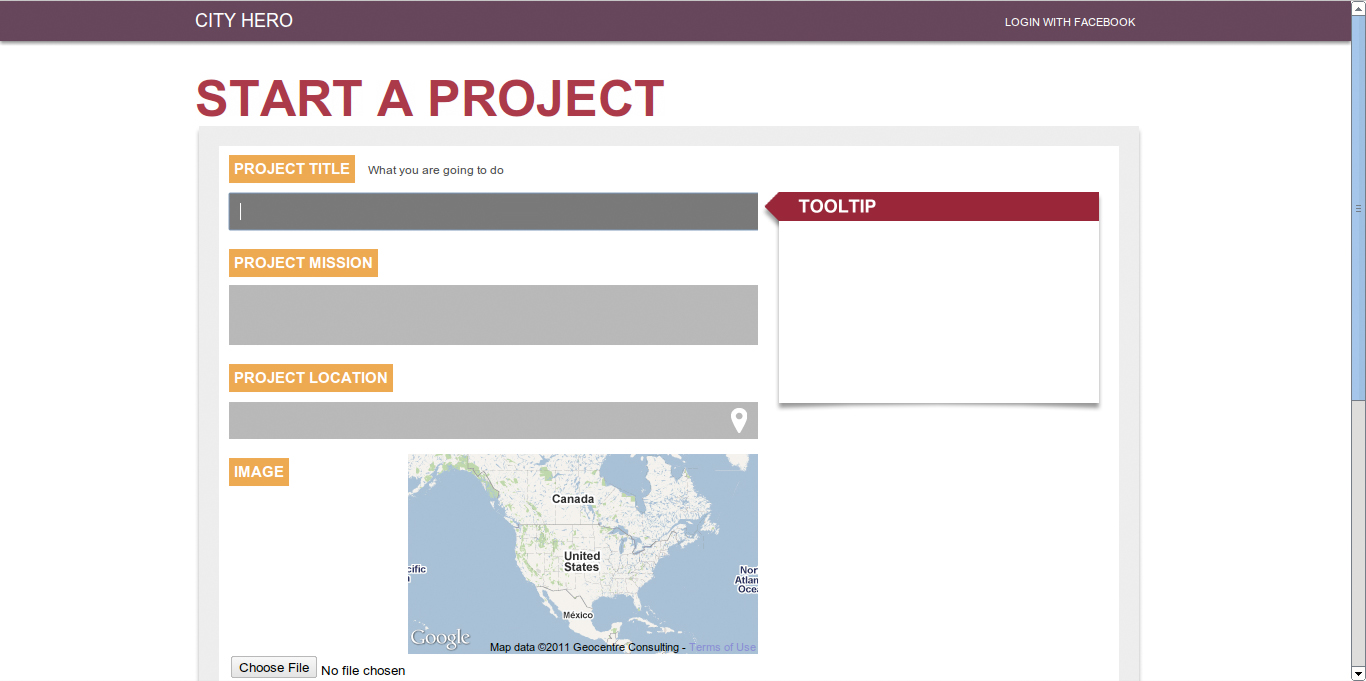 CITY HERO
LOGIN WITH FACEBOOK
START A PROJECT
PROJECT TITLE
What you are going to do
TOOLTIP
PROJECT MISSION
PROJECT LOCATION
IMAGE
Canada
United
States
cific
Nor
Atlan
Ocea
México
Google
Map data ©2011 Geocentre Consulting - Terms of Use
Choose File No file chosen